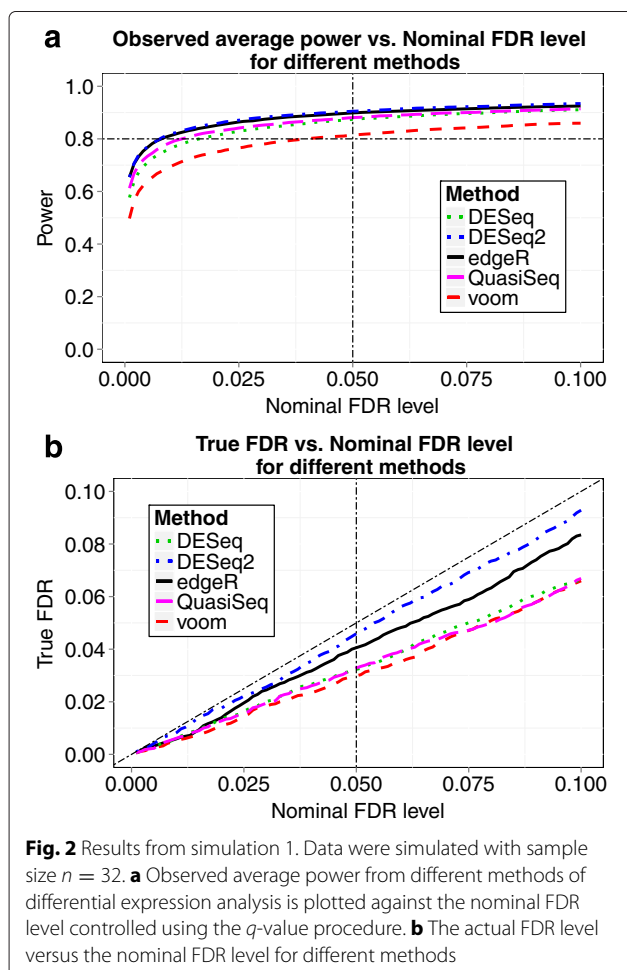 a
Observed average power vs. Nominal FDR level
for different methods
1.0
0.8
0.6
0.4
0.2
0.0
Power
Method
DESeq
DESeq2
edgeR
QuasiSeq
voom
0.000 0.025 0.050 0.075 0.100
Nominal FDR level
b
True FDR vs. Nominal FDR level
for different methods
0.10
0.08
0.06
0.04
0.02
0.00
True FDR
Method
DESeq
DESeq2
edgeR
QuasiSeq
voom
0.000 0.025 0.050 0.075 0.100
Nominal FDR level
Fig. 2 Results from simulation 1. Data were simulated with sample
size n = 32. a Observed average power from different methods of
differential expression analysis is plotted against the nominal FDR
level controlled using the q-value procedure. b The actual FDR level
versus the nominal FDR level for different methods